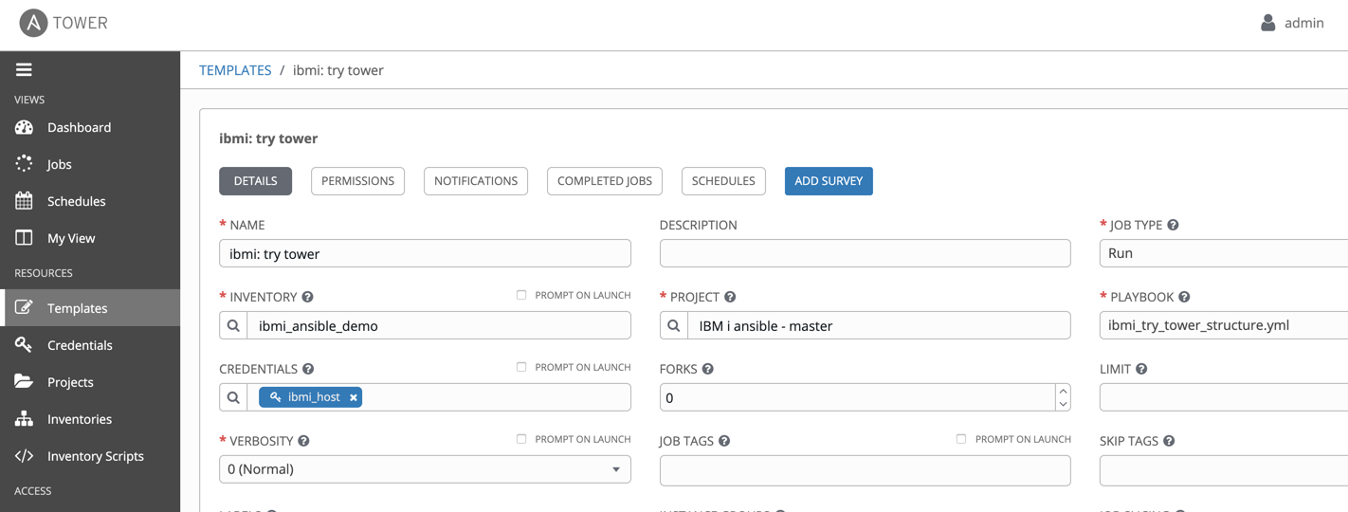 A TOWER
admin
TEMPLATES / ibmi: try tower
VIEWS
Dashboard
Jobs
Schedules
My View
RESOURCES
Templates
Credentials
Projects
Inventories
Inventory Scripts
ACCESS
ibmi: try tower
DETAILS PERMISSIONS NOTIFICATIONS COMPLETED JOBS SCHEDULES ADD SURVEY
* NAME DESCRIPTION * JOB TYPE ?
ibmi: try tower Run
* INVENTORY ? PROMPT ON LAUNCH * PROJECT ? * PLAYBOOK ?
ibmi_ansible_demo IBM i ansible - master ibmi_try_tower_structure.yml
CREDENTIALS ? PROMPT ON LAUNCH FORKS ? LIMIT ?
ibmi_host × 0
* VERBOSITY ? PROMPT ON LAUNCH JOB TAGS ? PROMPT ON LAUNCH SKIP TAGS ?
0 (Normal)